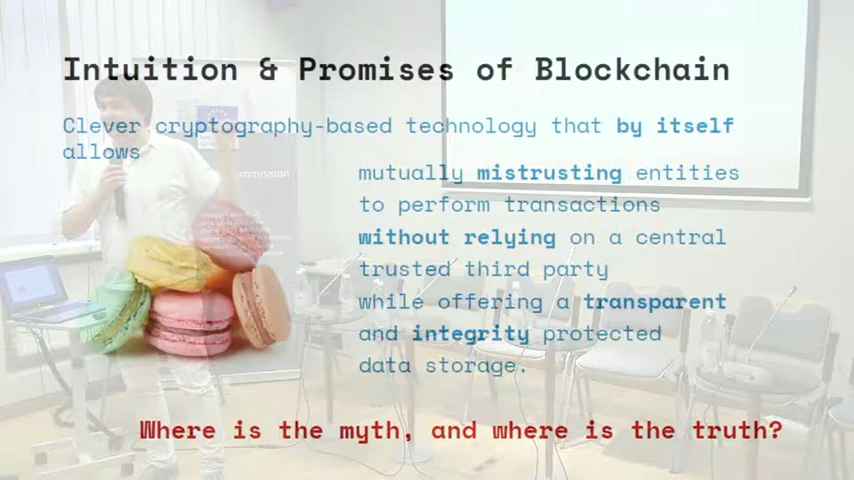 Intuition & Promises of Blockchain
Clever cryptography-based technology that by itself
allows
mutually mistrusting entities
to perform transactions
without relying on a central
trusted third party
while offering a transparent
and integrity protected
data storage.
Where is the myth, and where is the truth?